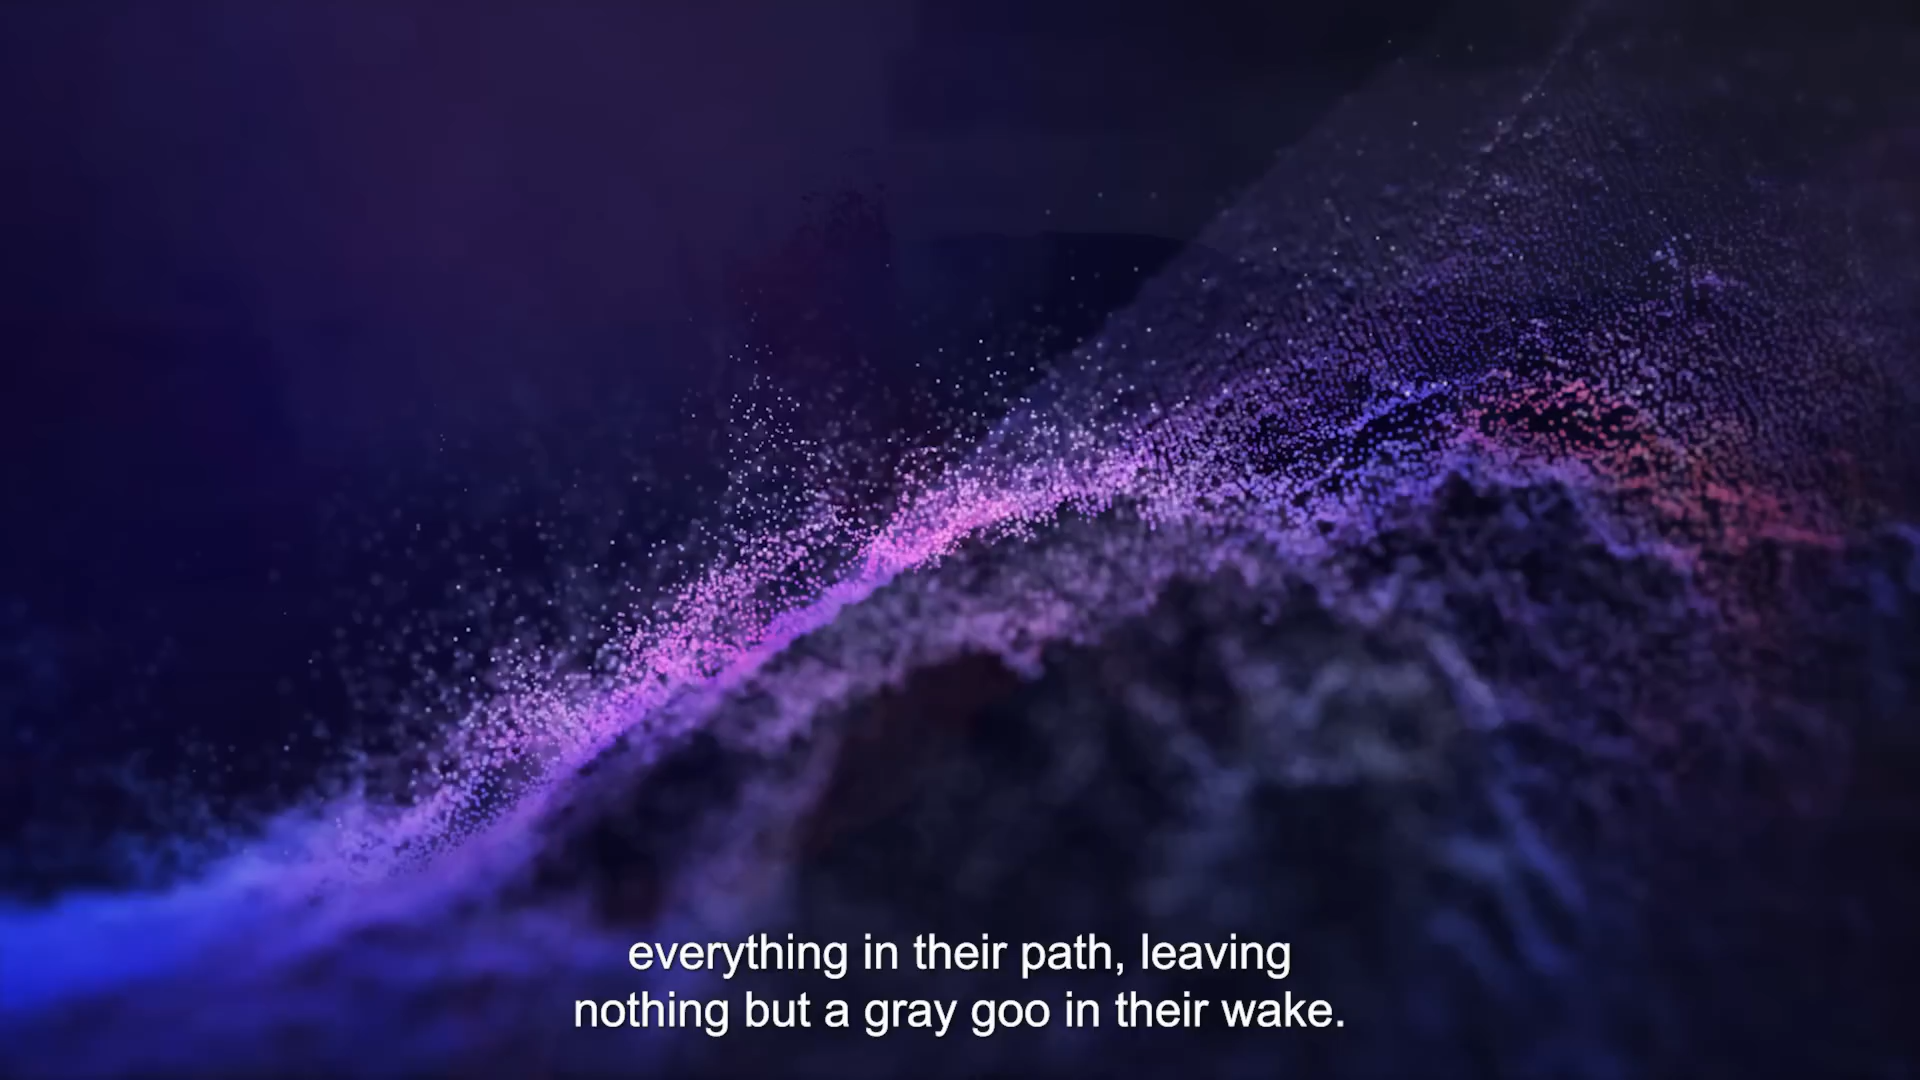 everything in their path, leaving
nothing but a gray goo in their wake.